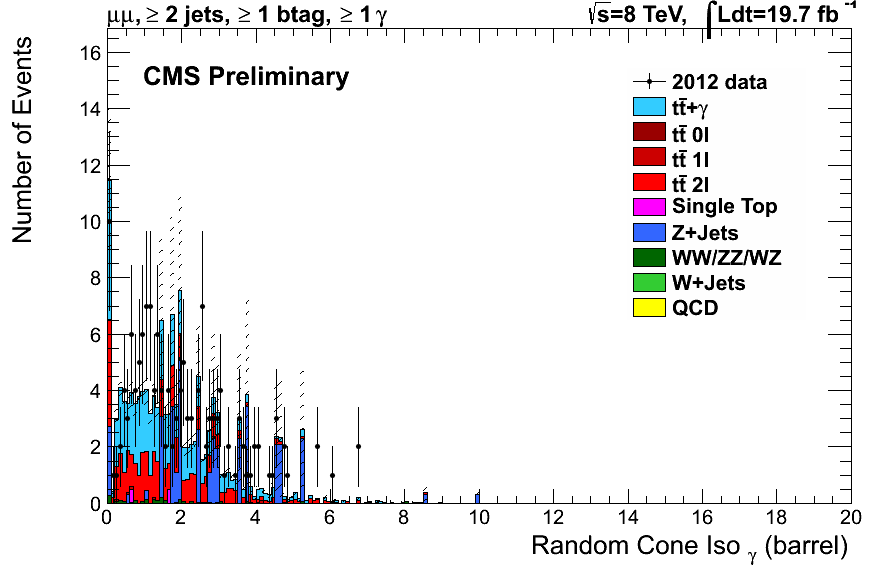 μμ, ≥ 2 jets, ≥ 1 btag, ≥ 1 γ
√s=8 TeV, ∫Ldt=19.7 fb⁻¹
CMS Preliminary
Number of Events
16
14
12
10
8
6
4
2
0
2012 data
tt̄+γ
tt̄ 0l
tt̄ 1l
tt̄ 2l
Single Top
Z+Jets
WW/ZZ/WZ
W+Jets
QCD
0 2 4 6 8 10 12 14 16 18 20
Random Cone Iso γ (barrel)